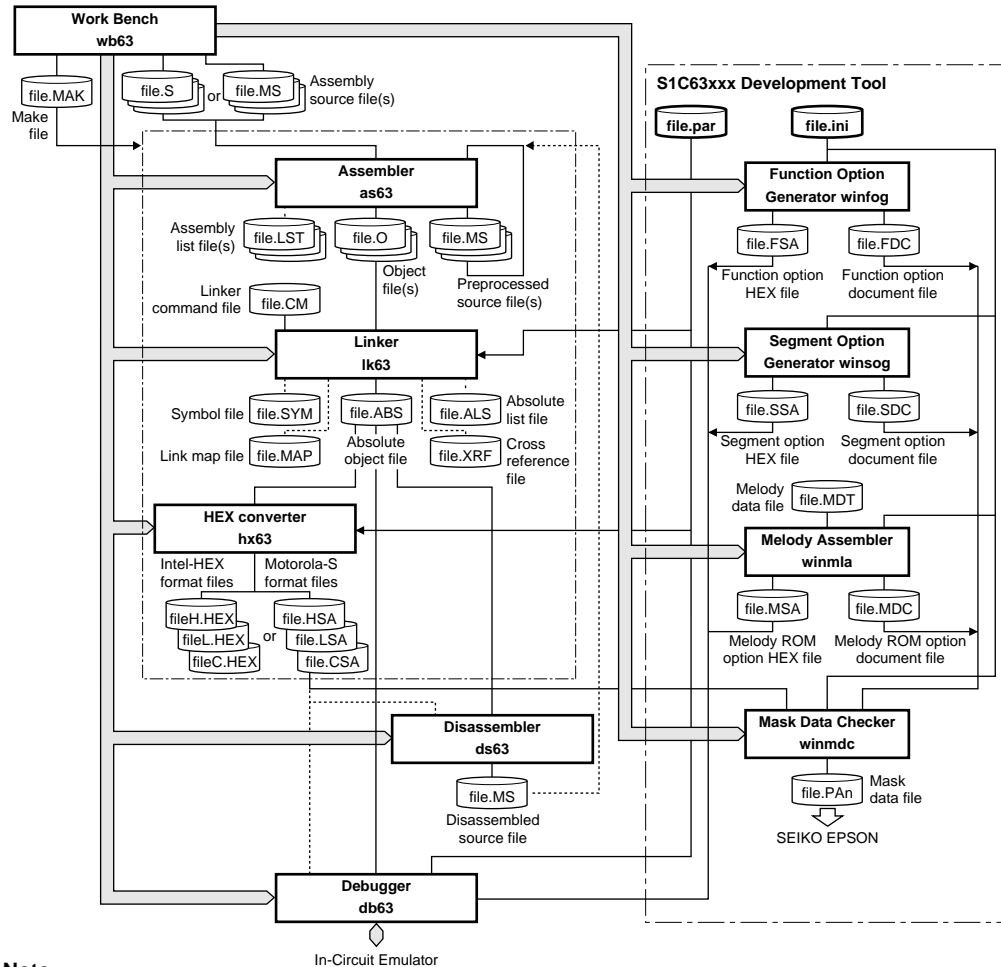 Work Bench
wb63
file.MAK
Make
file
file.S
or
file.MS
Assembly
source file(s)
Assembler
as63
Assembly
list file(s)
file.LST
file.O
Object
file(s)
file.MS
Preprocessed
source file(s)
Linker
command file
file.CM
Linker
lk63
Symbol file
file.SYM
Link map file
file.MAP
file.ABS
Absolute
object file
file.ALS
Absolute
list file
file.XRF
Cross
reference
file
HEX converter
hx63
Intel-HEX
format files
Motorola-S
format files
fileH.HEX
fileL.HEX
fileC.HEX
or
file.HSA
file.LSA
file.CSA
Disassembler
ds63
file.MS
Disassembled
source file
Debugger
db63
In-Circuit Emulator
S1C63xxx Development Tool
file.par
file.ini
Function Option
Generator winfog
file.FSA
Function option
HEX file
file.FDC
Function option
document file
Segment Option
Generator winsog
file.SSA
Segment option
HEX file
file.SDC
Segment option
document file
Melody
data file
file.MDT
Melody Assembler
winmla
file.MSA
Melody ROM
option HEX file
file.MDC
Melody ROM option
document file
Mask Data Checker
winmdc
file.PAn
Mask
data file
SEIKO EPSON